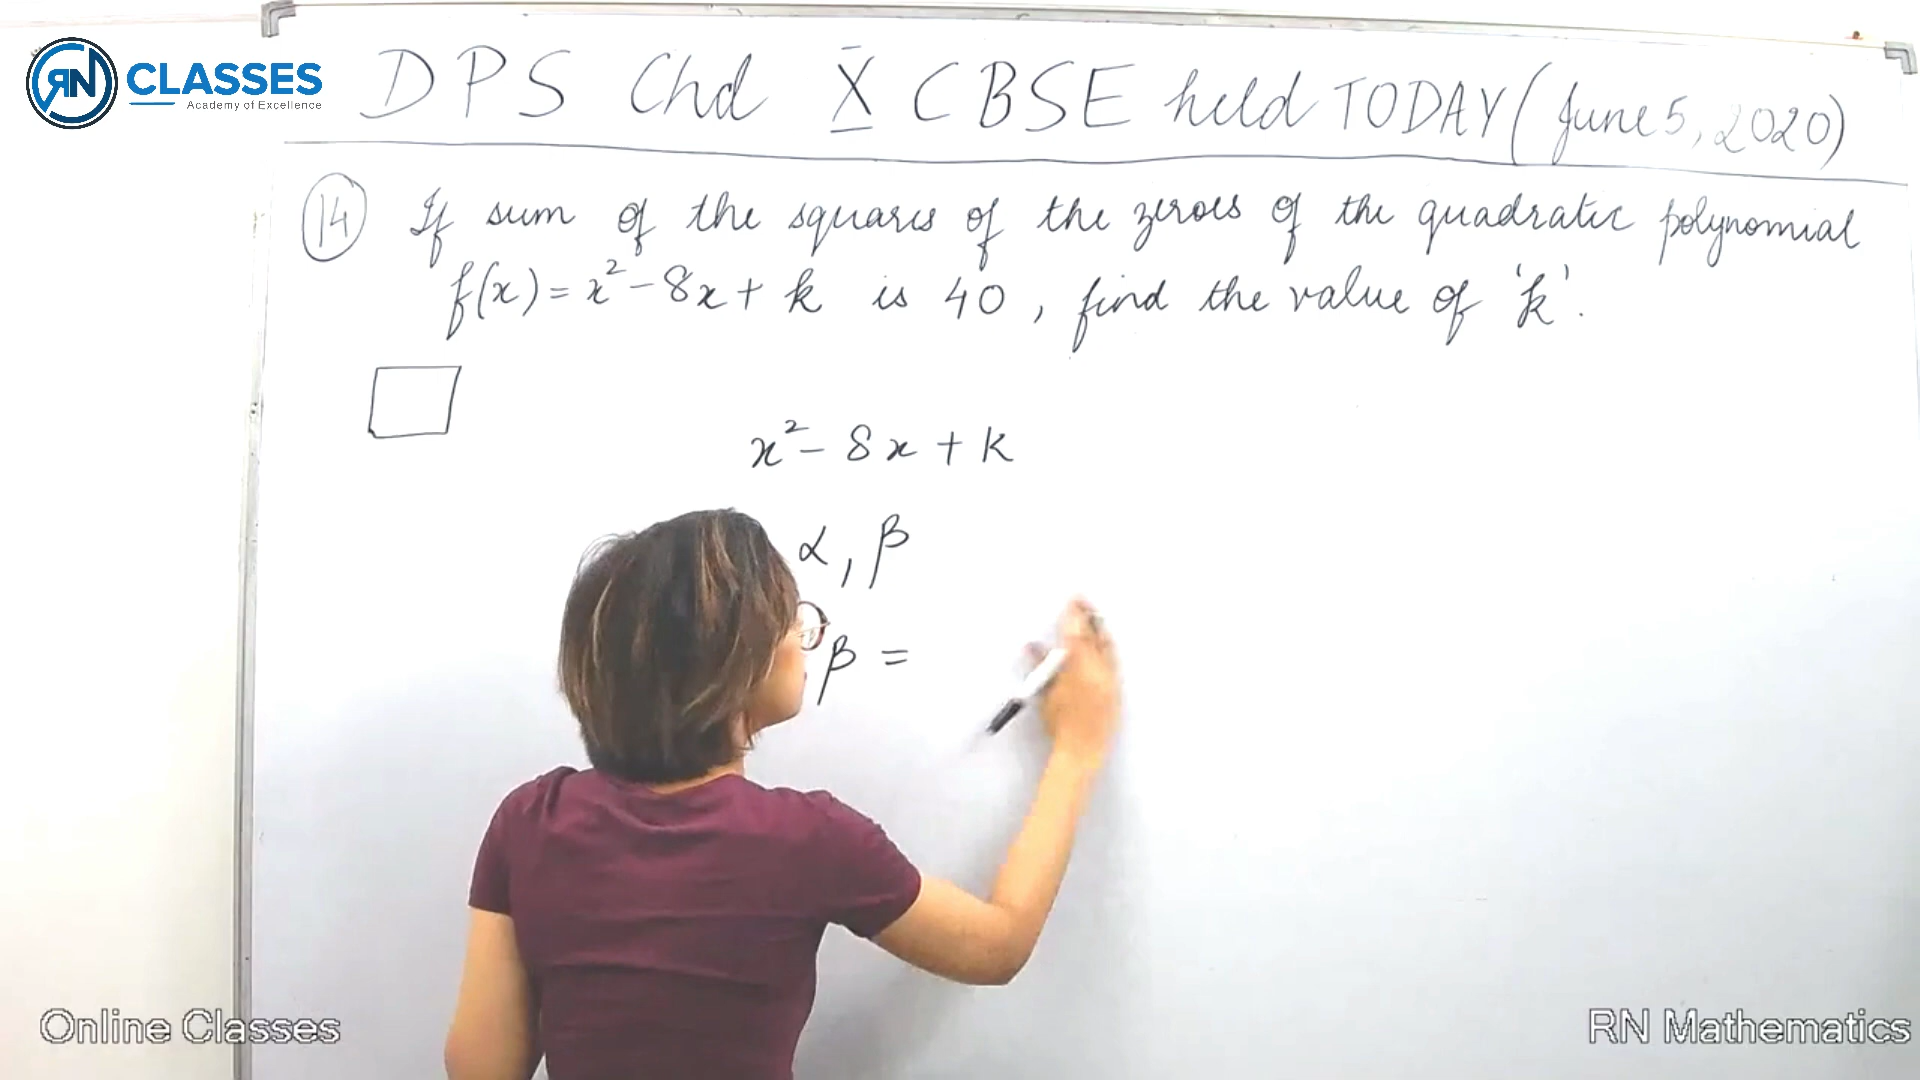 RN CLASSES
Academy of Excellence
DPS Chd X CBSE held TODAY (June 5, 2020)
14 If sum of the squares of the zeroes of the quadratic polynomial
f(x) = x² - 8x + k is 40, find the value of 'k'.
x² - 8x + k
α, β
β =
Online Classes
RN Mathematics